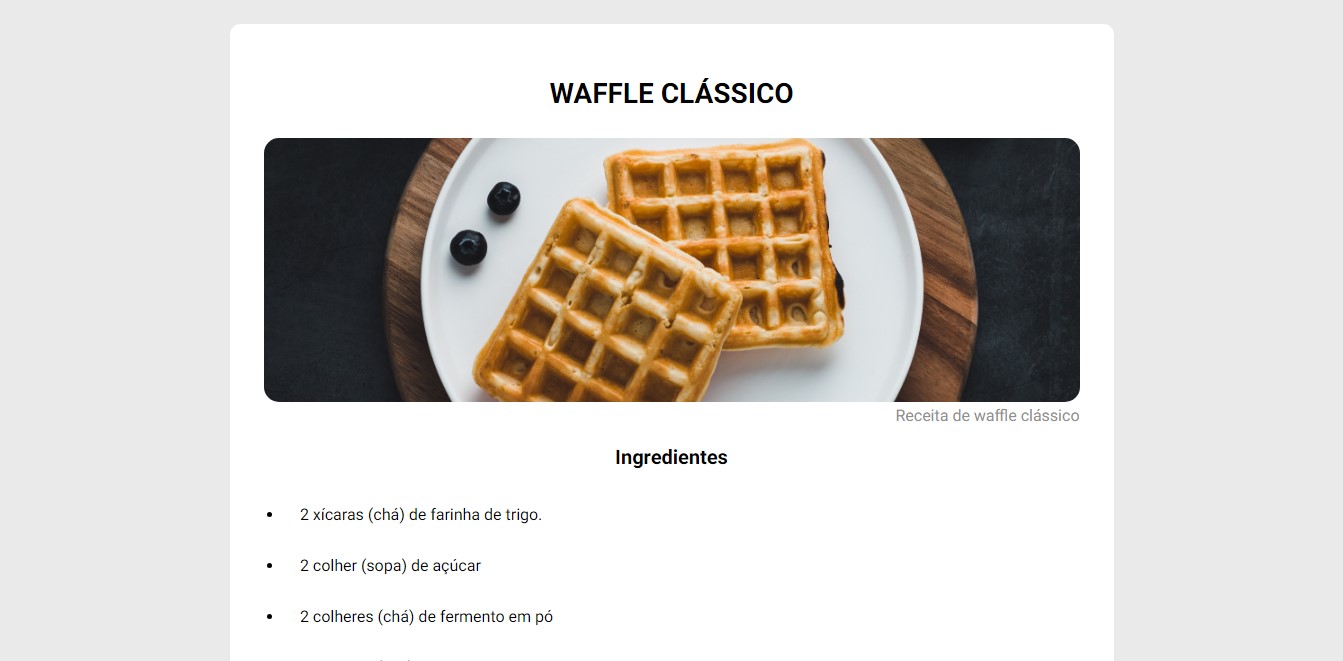 WAFFLE CLÁSSICO
Receita de waffle clássico
Ingredientes
• 2 xícaras (chá) de farinha de trigo.
• 2 colher (sopa) de açúcar
• 2 colheres (chá) de fermento em pó